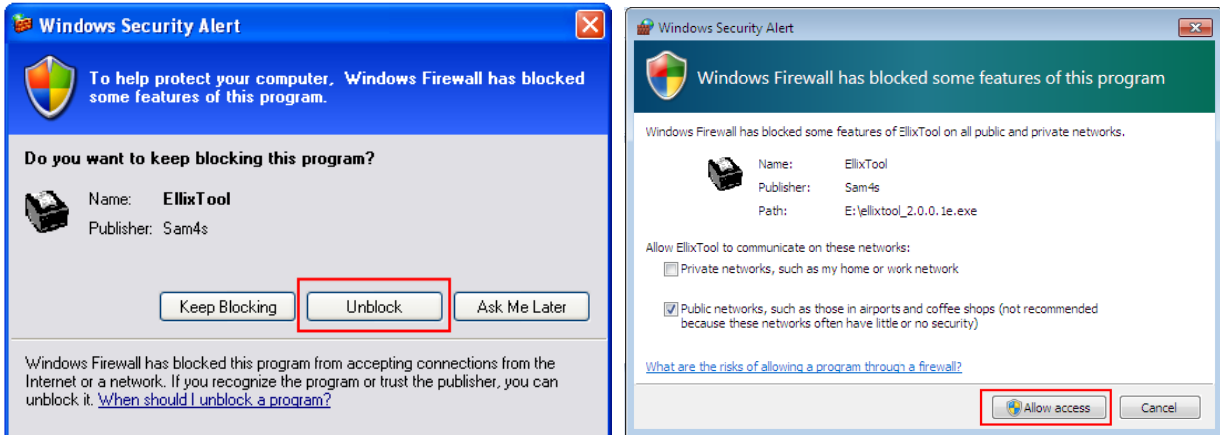 Windows Security Alert
To help protect your computer, Windows Firewall has blocked
some features of this program.
Do you want to keep blocking this program?
Name: EllixTool
Publisher: Sam4s
Keep Blocking Unblock Ask Me Later
Windows Firewall has blocked this program from accepting connections from the
Internet or a network. If you recognize the program or trust the publisher, you can
unblock it. When should I unblock a program?
Windows Security Alert
Windows Firewall has blocked some features of this program
Windows Firewall has blocked some features of EllixTool on all public and private networks.
Name: EllixTool
Publisher: Sam4s
Path: E:\ellixtool_2.0.0.1e.exe
Allow EllixTool to communicate on these networks:
Private networks, such as my home or work network
Public networks, such as those in airports and coffee shops (not recommended
because these networks often have little or no security)
What are the risks of allowing a program through a firewall?
Allow access Cancel